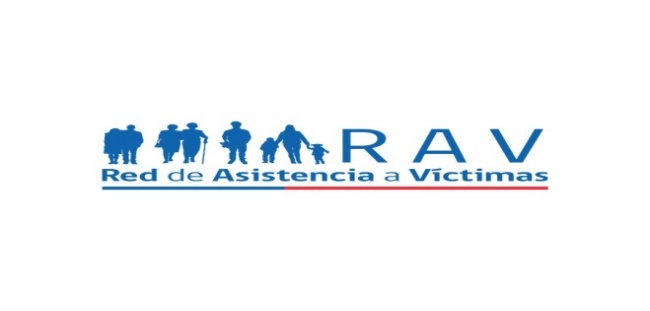 RAV
Red de Asistencia a Víctimas